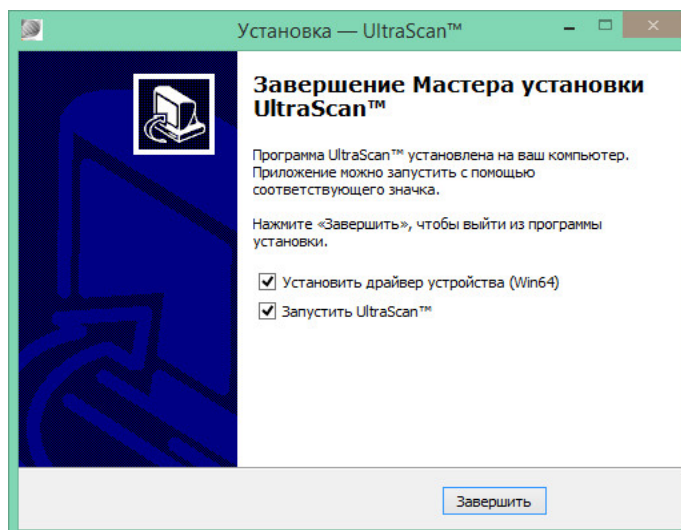 Установка — UltraScan™
Завершение Мастера установки
UltraScan™
Программа UltraScan™ установлена на ваш компьютер.
Приложение можно запустить с помощью
соответствующего значка.
Нажмите «Завершить», чтобы выйти из программы
установки.
Установить драйвер устройства (Win64)
Запустить UltraScan™
Завершить